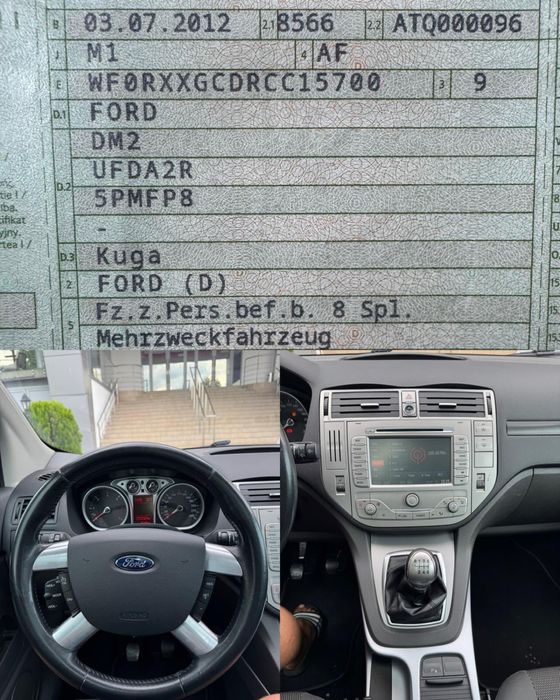 B 03.07.2012 2.1 8566 2.2 ATQ000096
J M1 4 AF
E WF0RXXGCDRCC15700 3 9
D.1 FORD
DM2
D.2 UFDA2R
5PMFP8
-
D.3 Kuga
2 FORD (D)
5 Fz.z.Pers.bef.b. 8 Spl.
Mehrzweckfahrzeug
Ford